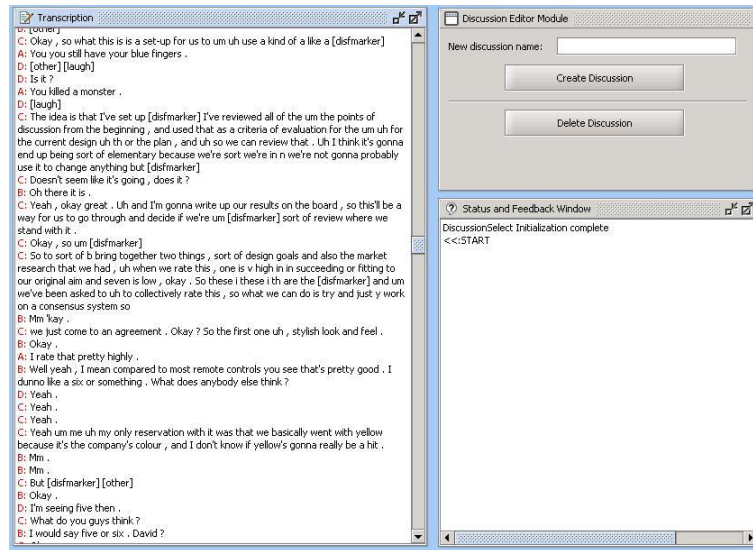 Transcription
D: [other]
C: Okay , so what this is is a set-up for us to um uh use a kind of a like a [disfmarker]
A: You you still have your blue fingers .
D: [other] [laugh]
D: Is it ?
A: You killed a monster .
D: [laugh]
C: The idea is that I've set up [disfmarker] I've reviewed all of the um the points of
discussion from the beginning , and used that as a criteria of evaluation for the um uh for
the current design uh th or the plan , and uh so we can review that . Uh I think it's gonna
end up being sort of elementary because we're sort we're in n we're not gonna probably
use it to change anything but [disfmarker]
C: Doesn't seem like it's going , does it ?
B: Oh there it is .
C: Yeah , okay great . Uh and I'm gonna write up our results on the board , so this'll be a
way for us to go through and decide if we're um [disfmarker] sort of review where we
stand with it .
C: Okay , so um [disfmarker]
C: So to sort of b bring together two things , sort of design goals and also the market
research that we had , uh when we rate this , one is v high in in succeeding or fitting to
our original aim and seven is low , okay . So these i these i th are the [disfmarker] and um
we've been asked to uh to collectively rate this , so what we can do is try and just y work
on a consensus system so
B: Mm 'kay .
C: we just come to an agreement . Okay ? So the first one uh , stylish look and feel .
B: Okay .
A: I rate that pretty highly .
B: Well yeah , I mean compared to most remote controls you see that's pretty good . I
dunno like a six or something . What does anybody else think ?
D: Yeah .
C: Yeah .
C: Yeah .
C: Yeah um me uh my only reservation with it was that we basically went with yellow
because it's the company's colour , and I don't know if yellow's gonna really be a hit .
B: Mm .
B: Mm .
C: But [disfmarker] [other]
B: Okay .
D: I'm seeing five then .
C: What do you guys think ?
B: I would say five or six . David ?
Discussion Editor Module
New discussion name:
Create Discussion
Delete Discussion
Status and Feedback Window
DiscussionSelect Initialization complete
<<:START